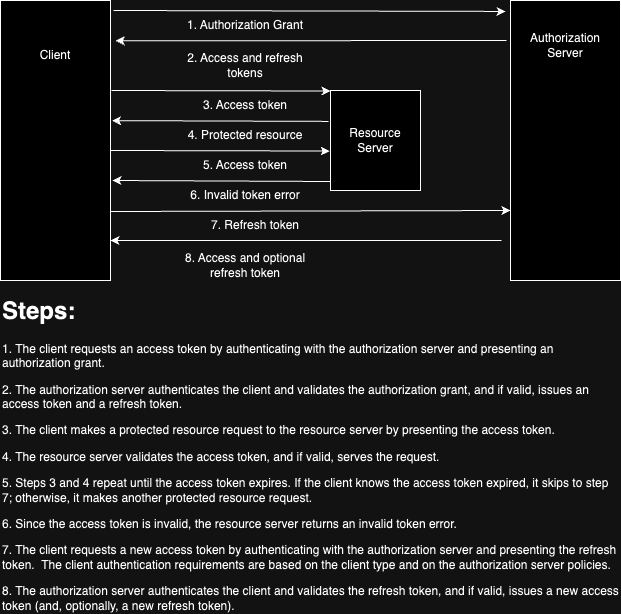 Client
Authorization
Server
Resource
Server
1. Authorization Grant
2. Access and refresh
tokens
3. Access token
4. Protected resource
5. Access token
6. Invalid token error
7. Refresh token
8. Access and optional
refresh token
Steps:
1. The client requests an access token by authenticating with the authorization server and presenting an
authorization grant.
2. The authorization server authenticates the client and validates the authorization grant, and if valid, issues an
access token and a refresh token.
3. The client makes a protected resource request to the resource server by presenting the access token.
4. The resource server validates the access token, and if valid, serves the request.
5. Steps 3 and 4 repeat until the access token expires. If the client knows the access token expired, it skips to step
7; otherwise, it makes another protected resource request.
6. Since the access token is invalid, the resource server returns an invalid token error.
7. The client requests a new access token by authenticating with the authorization server and presenting the refresh
token.  The client authentication requirements are based on the client type and on the authorization server policies.
8. The authorization server authenticates the client and validates the refresh token, and if valid, issues a new access
token (and, optionally, a new refresh token).